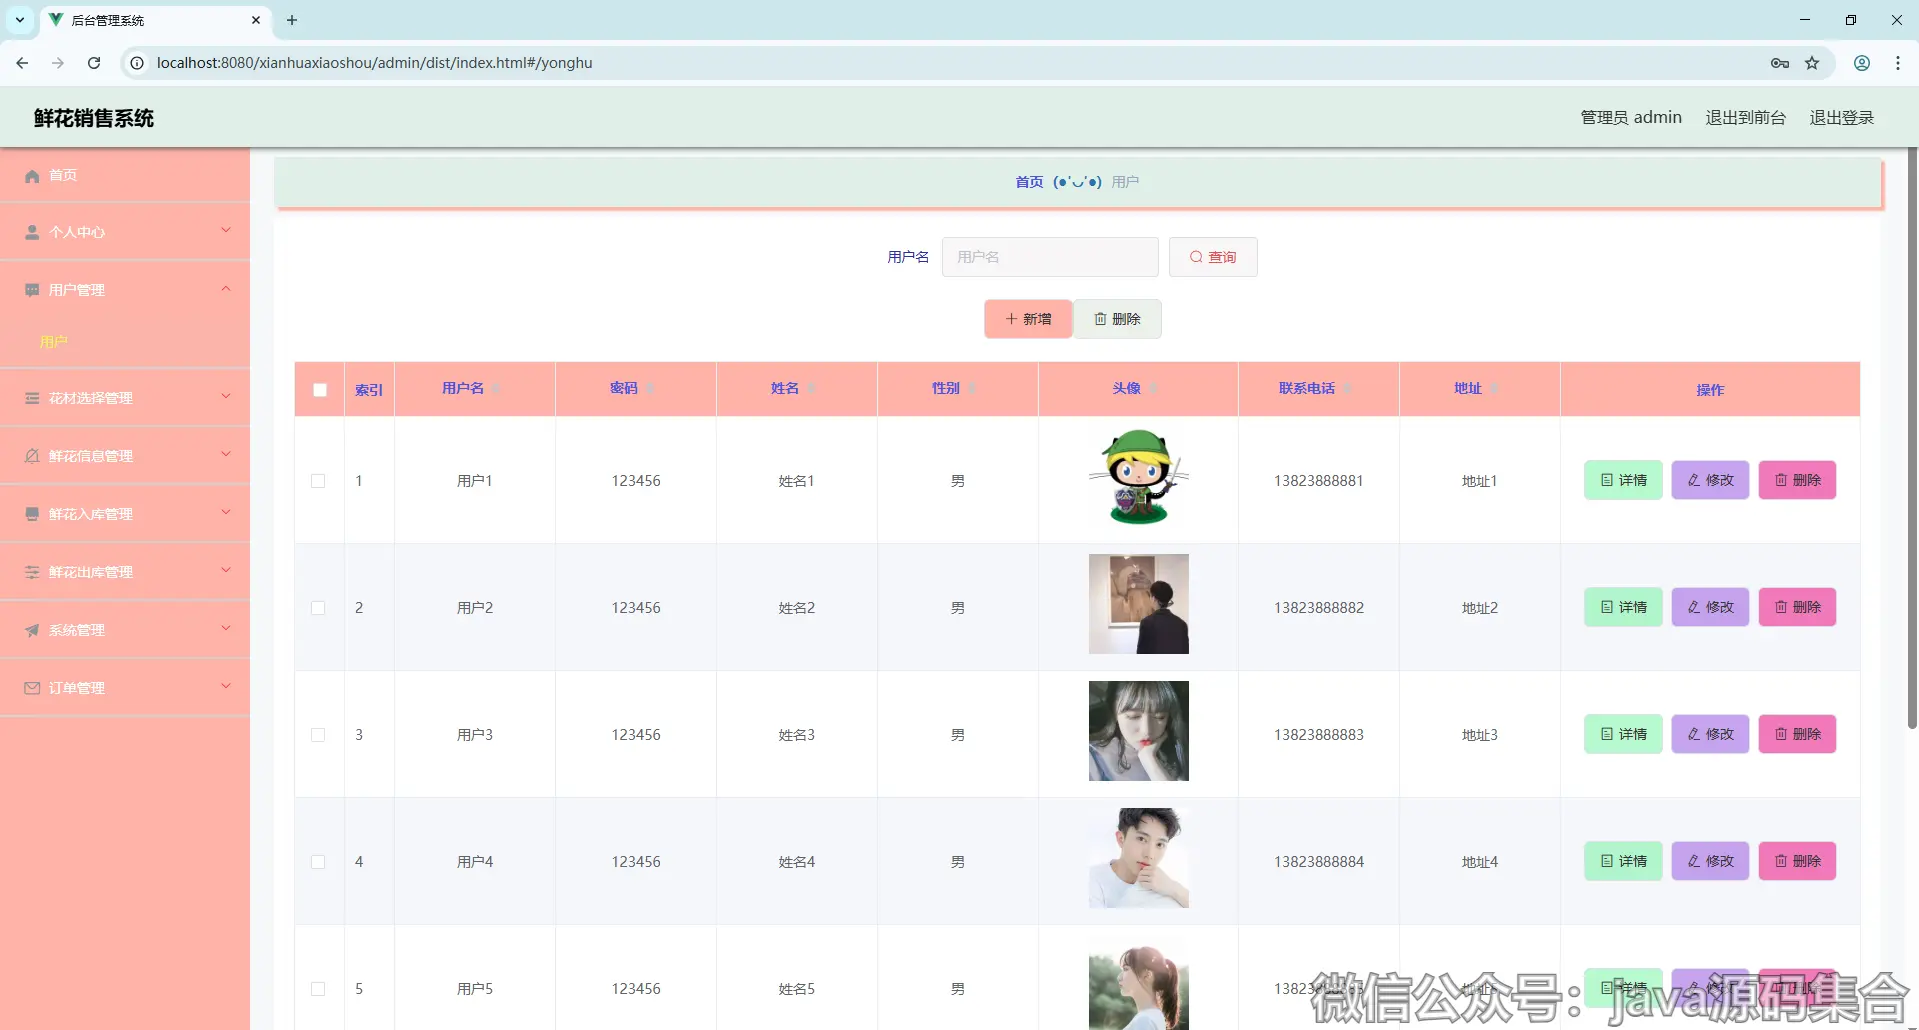 后台管理系统
localhost:8080/xianhuaxiaoshou/admin/dist/index.html#/yonghu
鲜花销售系统
管理员 admin 退出到前台 退出登录
首页
个人中心
用户管理
用户
花材选择管理
鲜花信息管理
鲜花入库管理
鲜花出库管理
系统管理
订单管理
首页 (●'◡'●) 用户
用户名 用户名 查询
新增 删除
索引 用户名 密码 姓名 性别 头像 联系电话 地址 操作
1 用户1 123456 姓名1 男 13823888881 地址1 详情 修改 删除
2 用户2 123456 姓名2 男 13823888882 地址2 详情 修改 删除
3 用户3 123456 姓名3 男 13823888883 地址3 详情 修改 删除
4 用户4 123456 姓名4 男 13823888884 地址4 详情 修改 删除
5 用户5 123456 姓名5 男 13823888885 地址5 详情 修改 删除
微信公众号：java源码集合